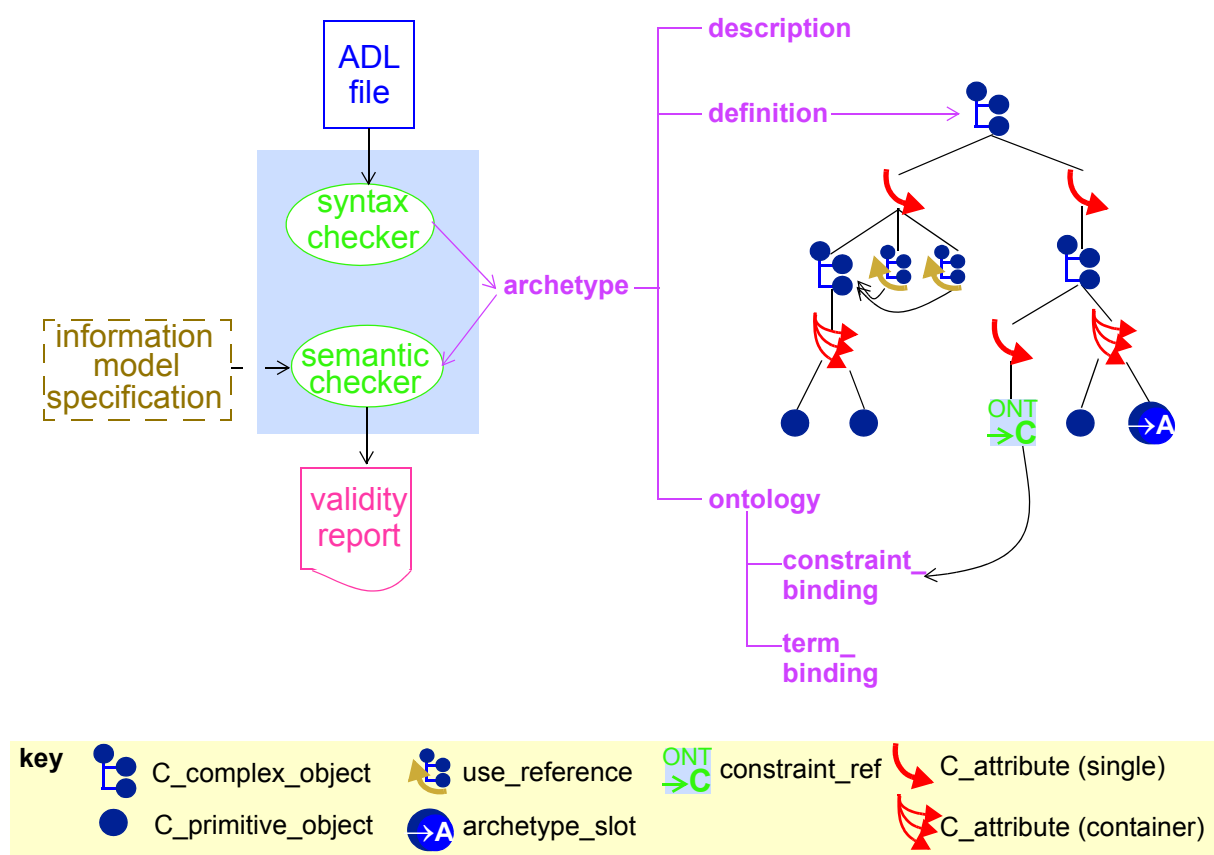 ADL
file
syntax
checker
information
model
specification
semantic
checker
validity
report
archetype
description
definition
ONT
→C
→A
ontology
constraint_
binding
term_
binding
key
C_complex_object
use_reference
ONT
→C
constraint_ref
C_attribute (single)
C_primitive_object
→A
archetype_slot
C_attribute (container)